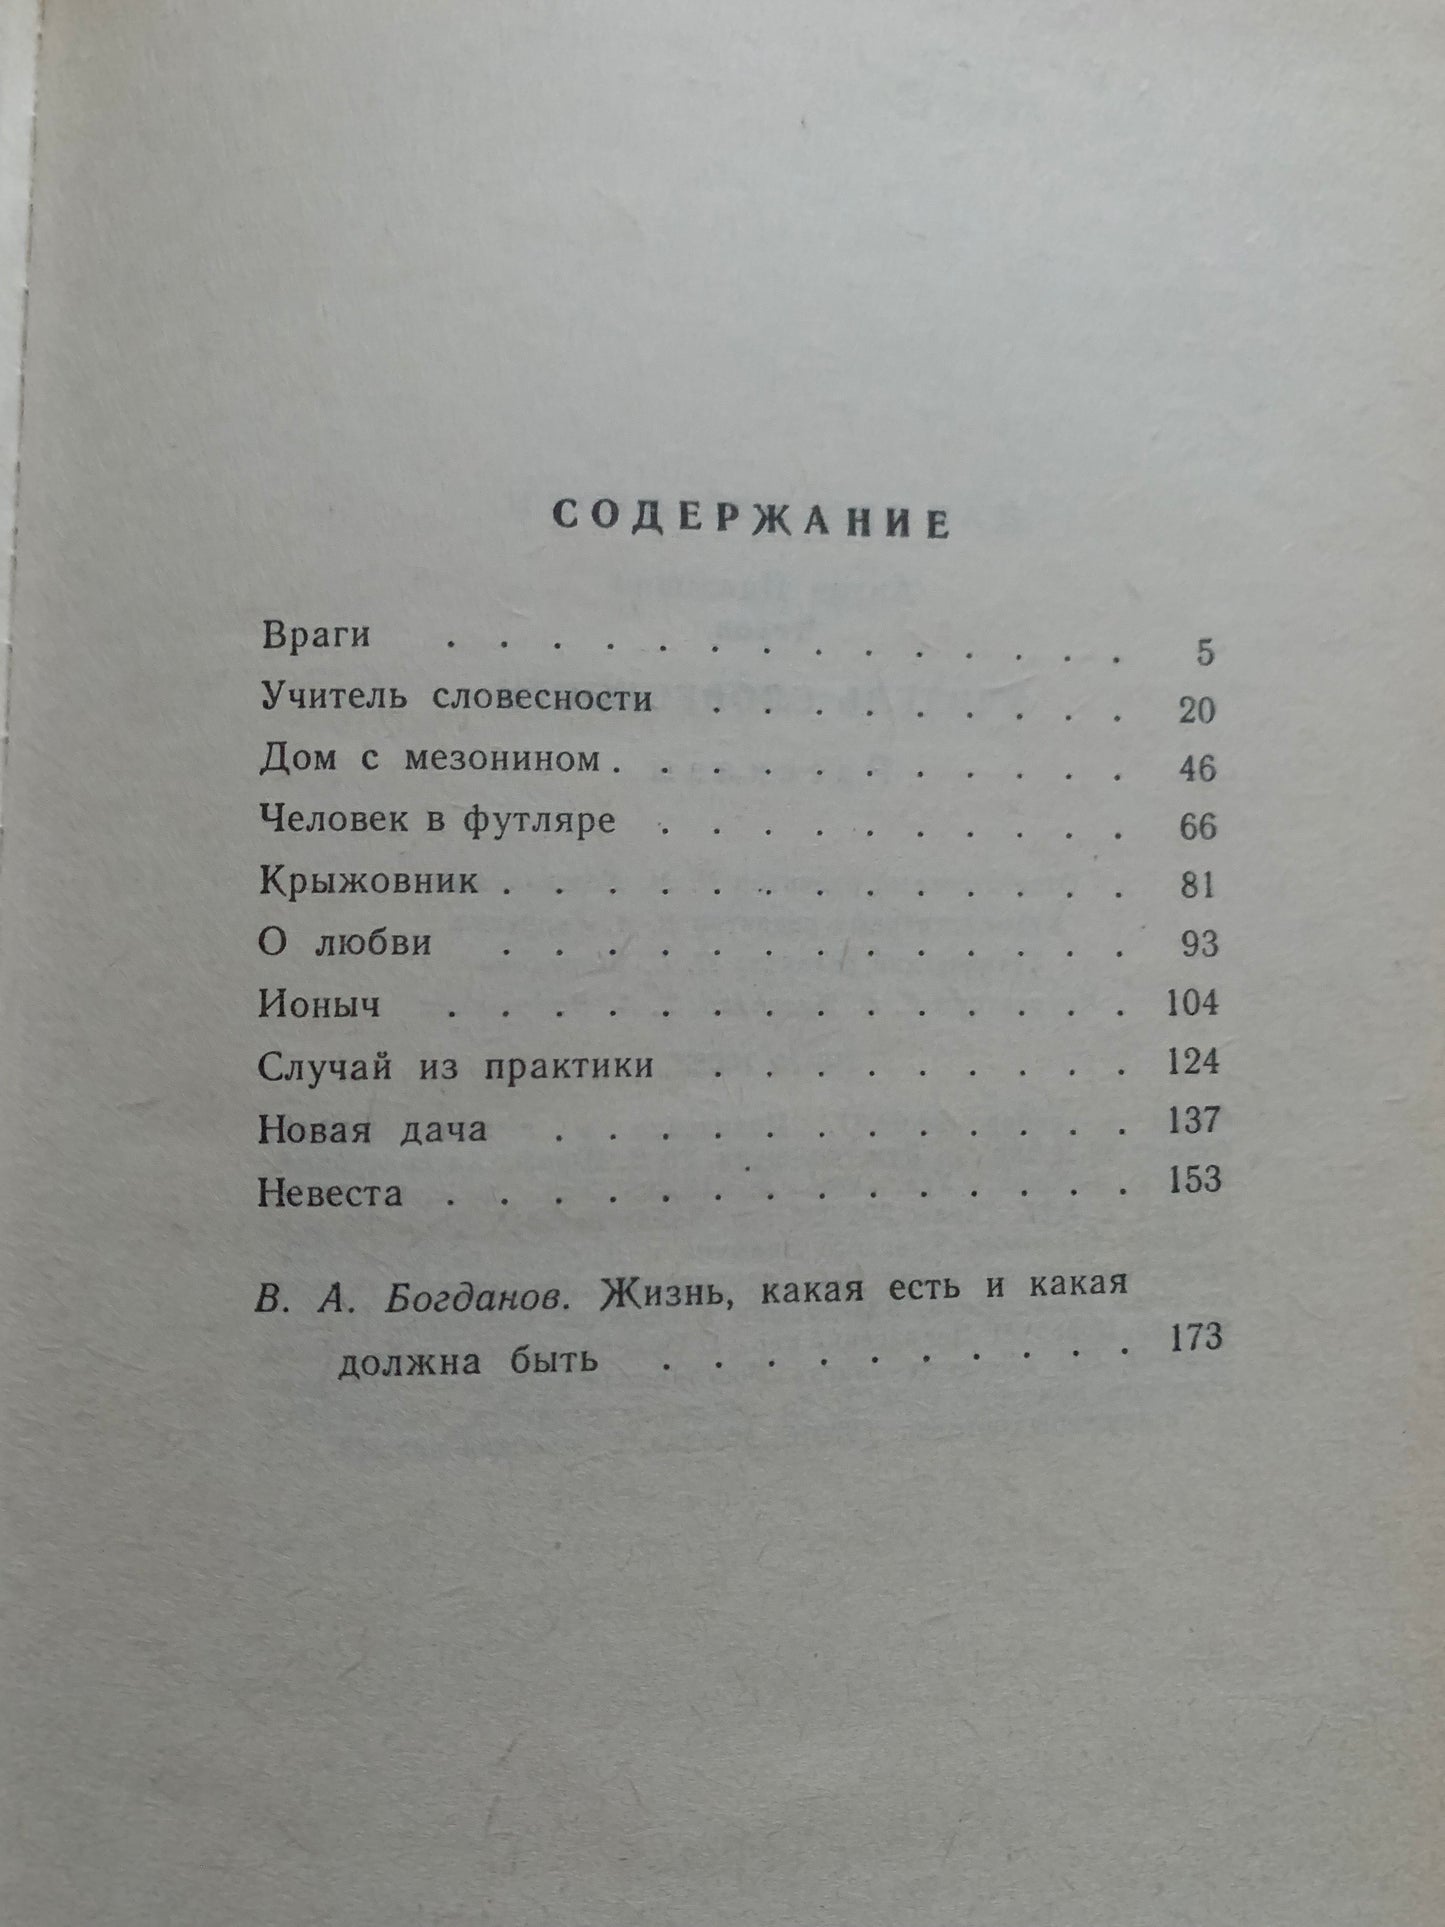 СОДЕРЖАНИЕ
Враги . . . . . . . . . . . . . . 5
Учитель словесности . . . . . . . . . 20
Дом с мезонином . . . . . . . . . . . 46
Человек в футляре . . . . . . . . . . 66
Крыжовник . . . . . . . . . . . . . 81
О любви . . . . . . . . . . . . . 93
Ионыч . . . . . . . . . . . . . . 104
Случай из практики . . . . . . . . . 124
Новая дача . . . . . . . . . . . . 137
Невеста . . . . . . . . . . . . . . 153
В. А. Богданов. Жизнь, какая есть и какая
должна быть . . . . . . . . . . 173